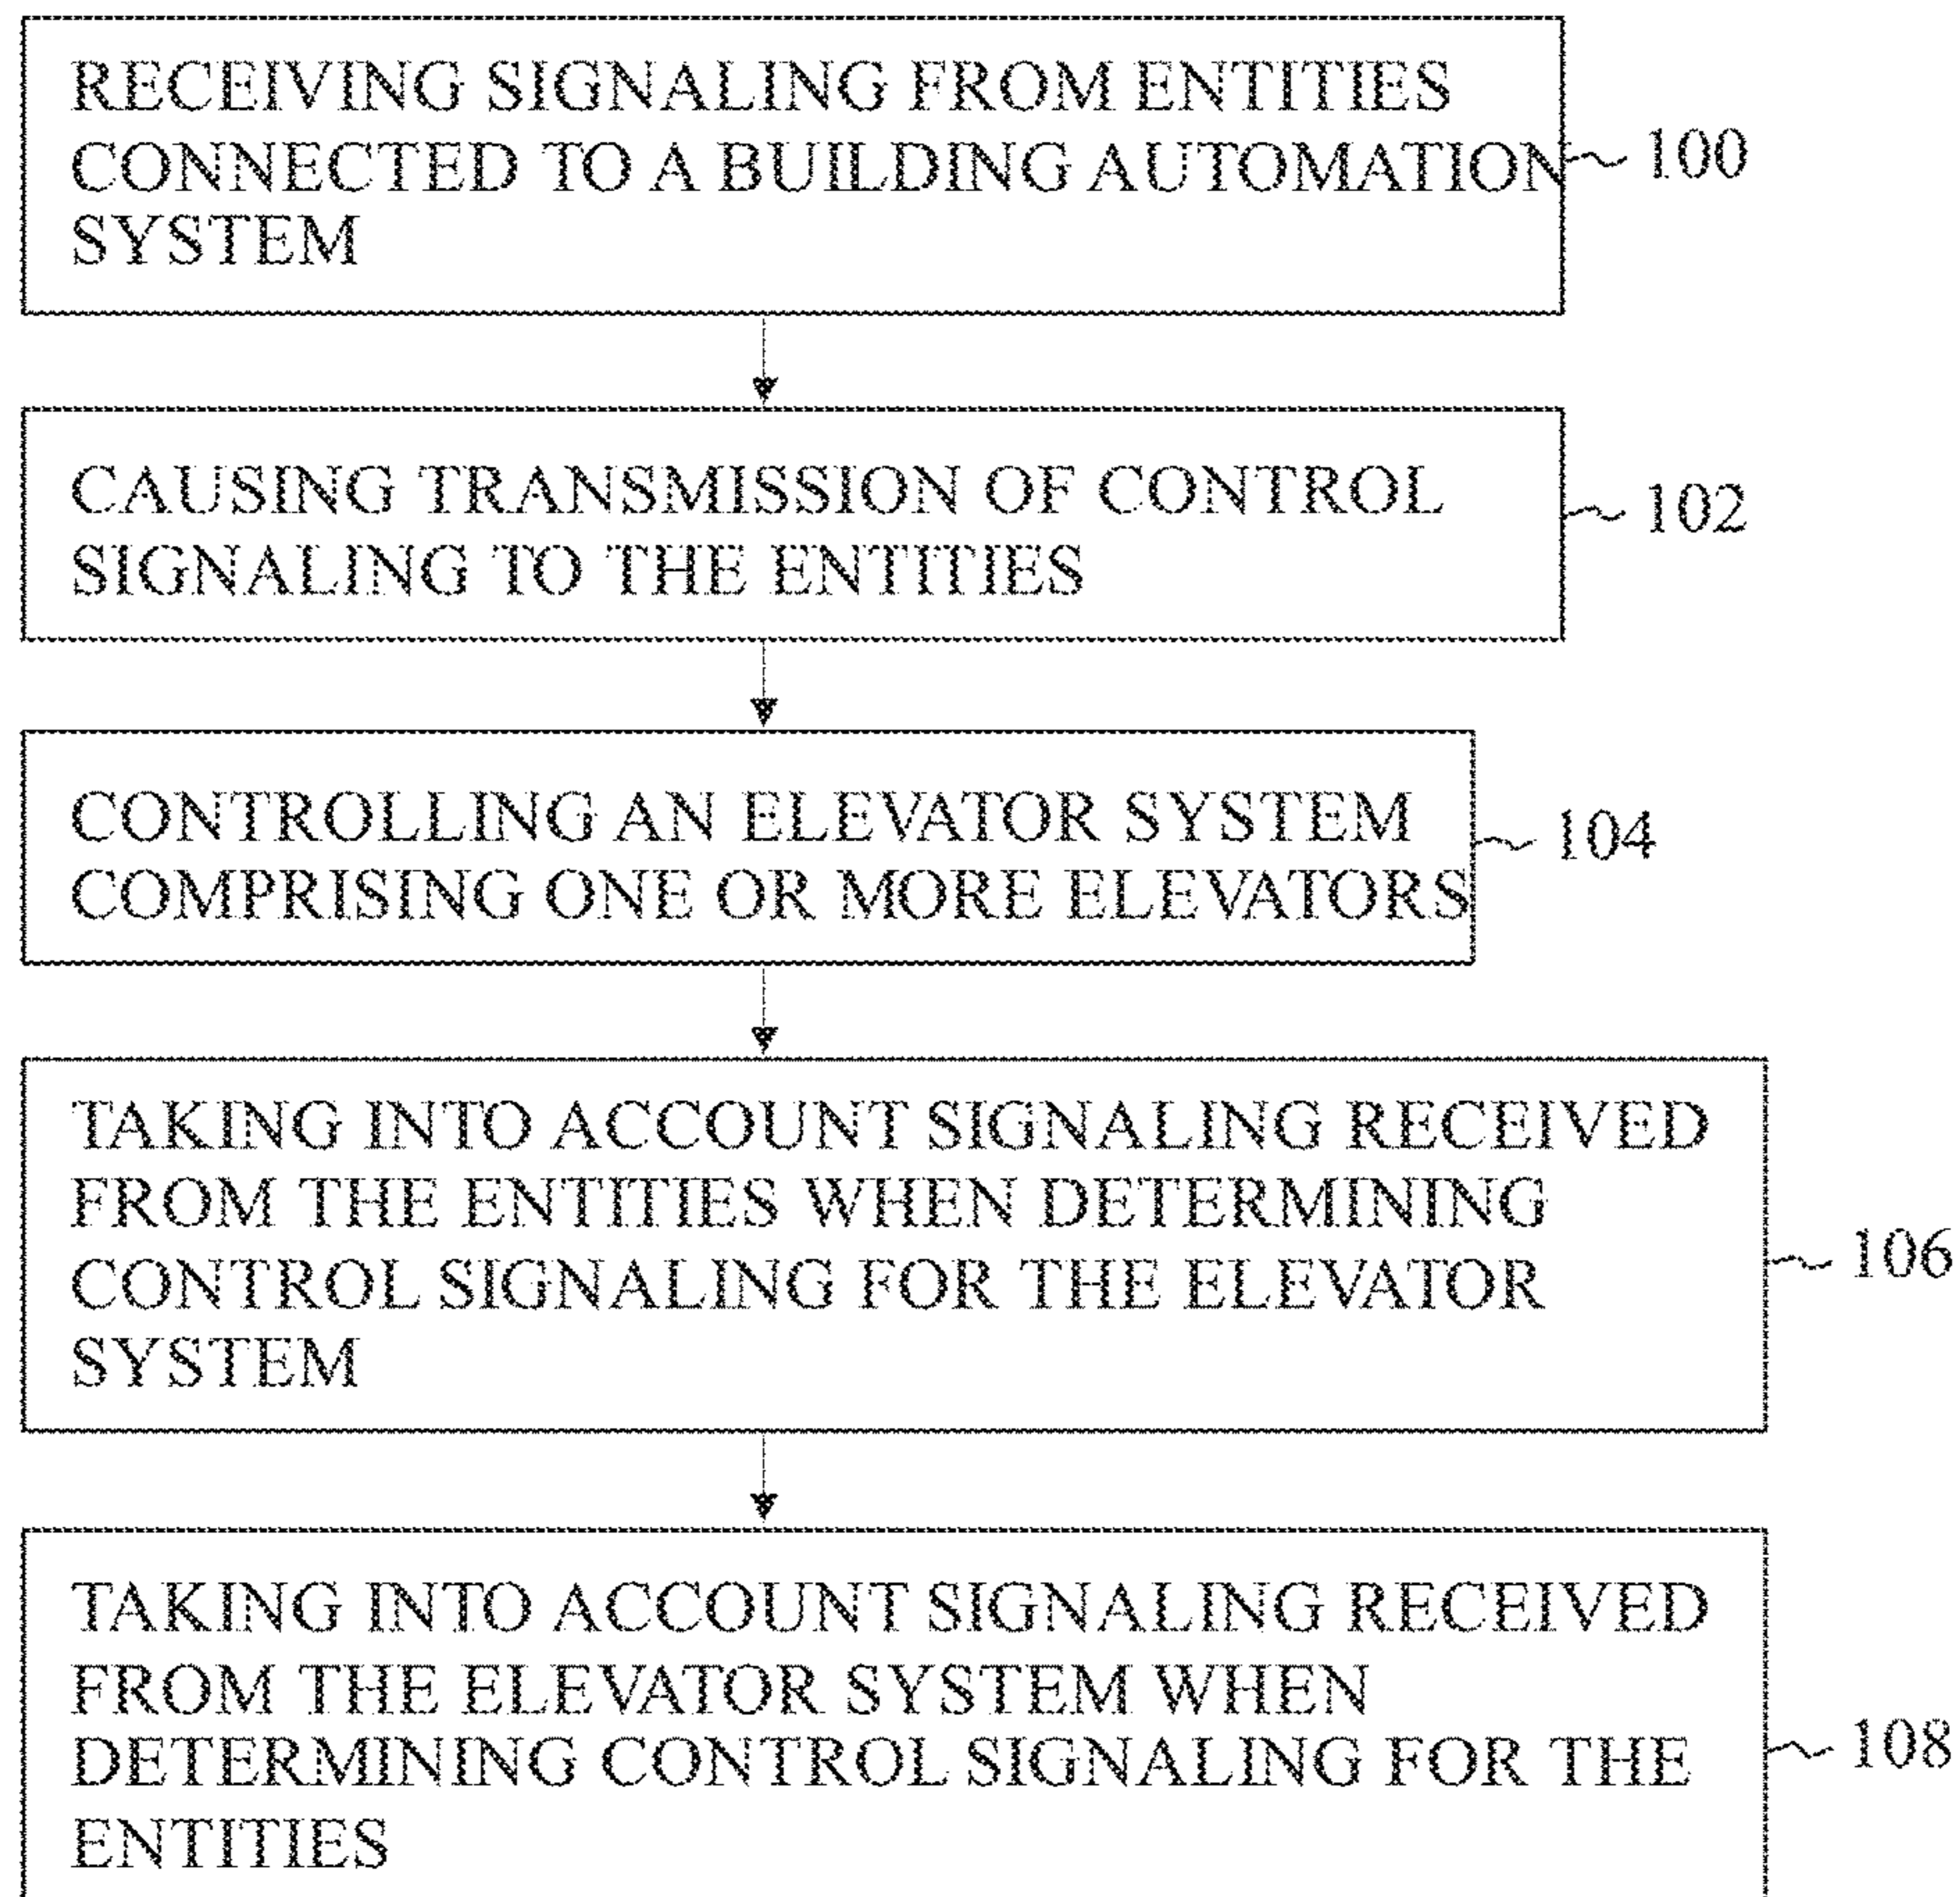 RECEIVING SIGNALING FROM ENTITIES
CONNECTED TO A BUILDING AUTOMATION
SYSTEM
100
CAUSING TRANSMISSION OF CONTROL
SIGNALING TO THE ENTITIES
102
CONTROLLING AN ELEVATOR SYSTEM
COMPRISING ONE OR MORE ELEVATORS
104
TAKING INTO ACCOUNT SIGNALING RECEIVED
FROM THE ENTITIES WHEN DETERMINING
CONTROL SIGNALING FOR THE ELEVATOR
SYSTEM
106
TAKING INTO ACCOUNT SIGNALING RECEIVED
FROM THE ELEVATOR SYSTEM WHEN
DETERMINING CONTROL SIGNALING FOR THE
ENTITIES
108